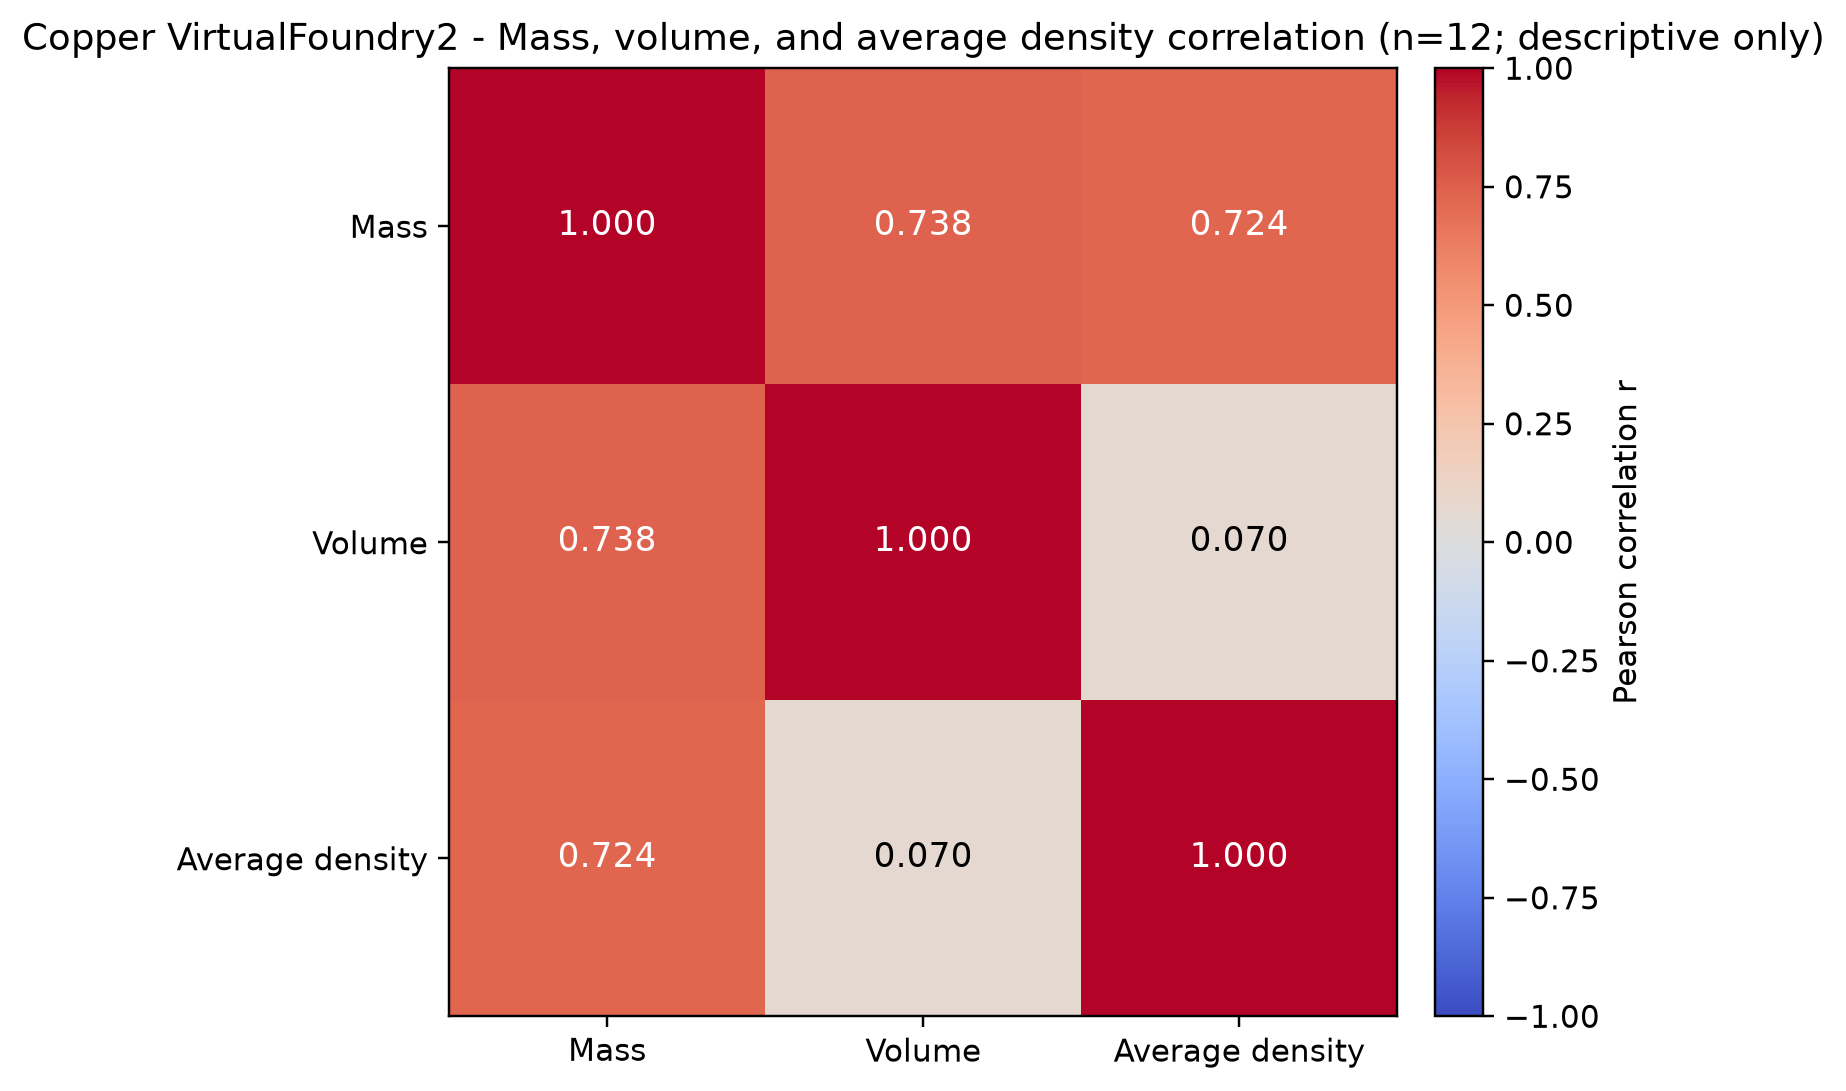 Copper VirtualFoundry2 - Mass, volume, and average density correlation (n=12; descriptive only)
Mass
1.000 0.738 0.724
Volume
0.738 1.000 0.070
Average density
0.724 0.070 1.000
Mass Volume Average density
1.00
0.75
0.50
0.25
0.00
−0.25
−0.50
−0.75
−1.00
Pearson correlation r